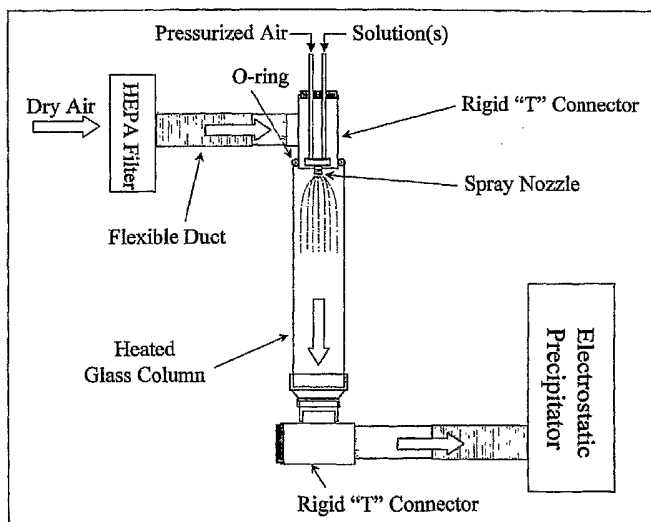 Pressurized Air
Solution(s)
O-ring
Dry Air
HEPA Filter
Rigid "T" Connector
Spray Nozzle
Flexible Duct
Heated
Glass Column
Electrostatic
Precipitator
Rigid "T" Connector